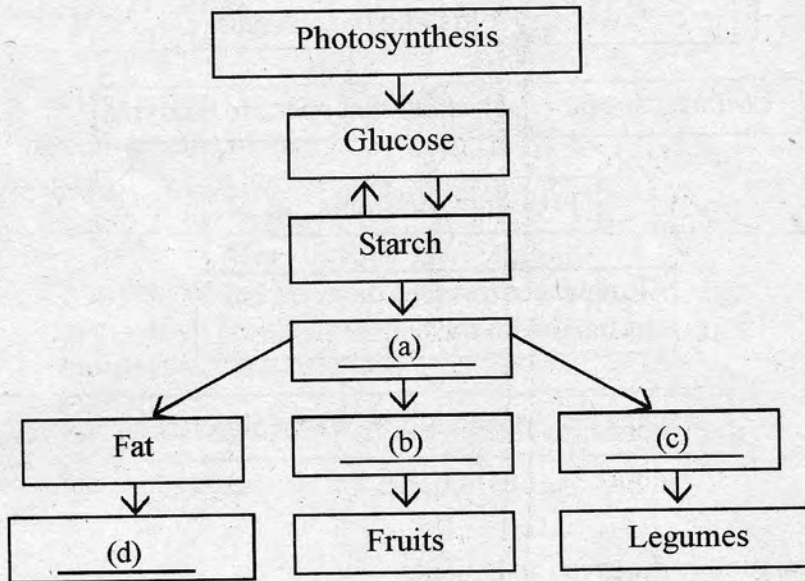 Photosynthesis
Glucose
Starch
(a)
Fat
(b)
(c)
(d)
Fruits
Legumes